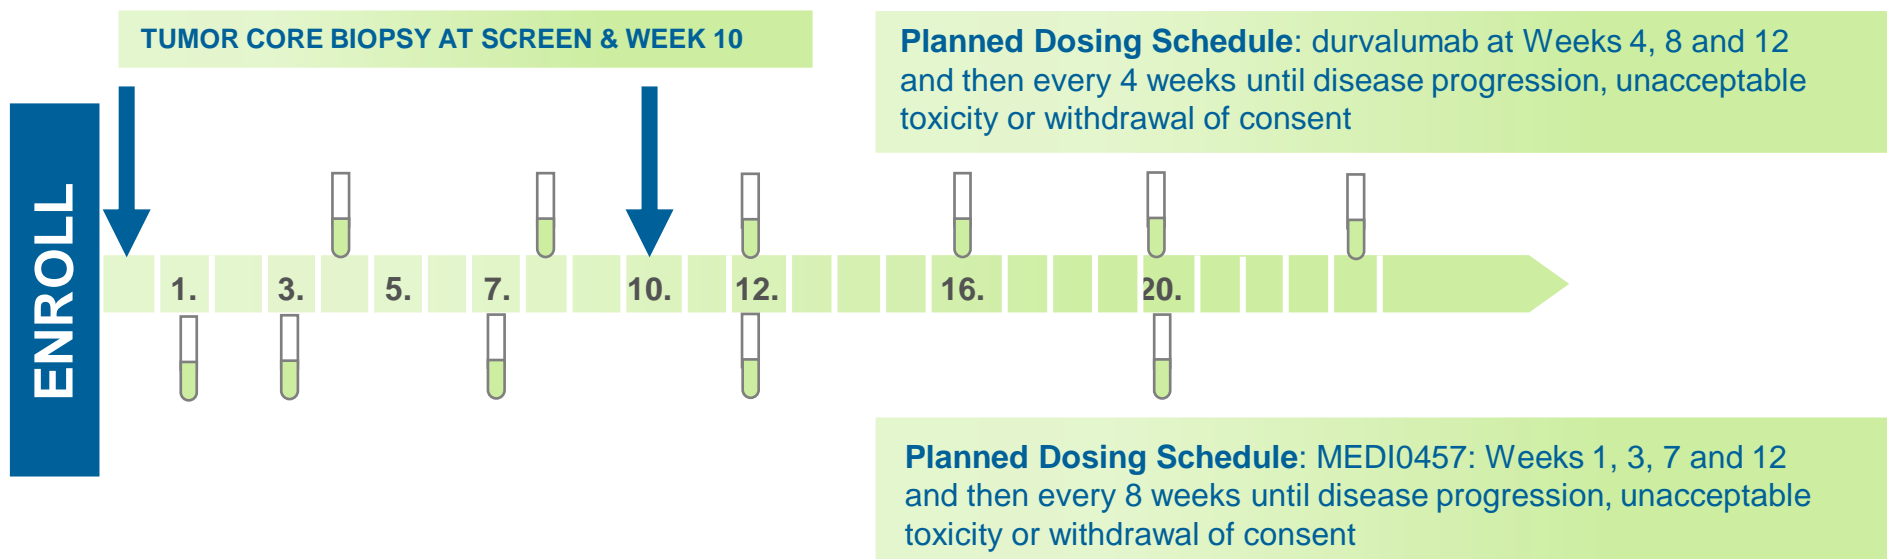 TUMOR CORE BIOPSY AT SCREEN & WEEK 10
Planned Dosing Schedule: durvalumab at Weeks 4, 8 and 12
and then every 4 weeks until disease progression, unacceptable
toxicity or withdrawal of consent
ENROLL
1. 3. 5. 7. 10. 12. 16. 20.
Planned Dosing Schedule: MEDI0457: Weeks 1, 3, 7 and 12
and then every 8 weeks until disease progression, unacceptable
toxicity or withdrawal of consent